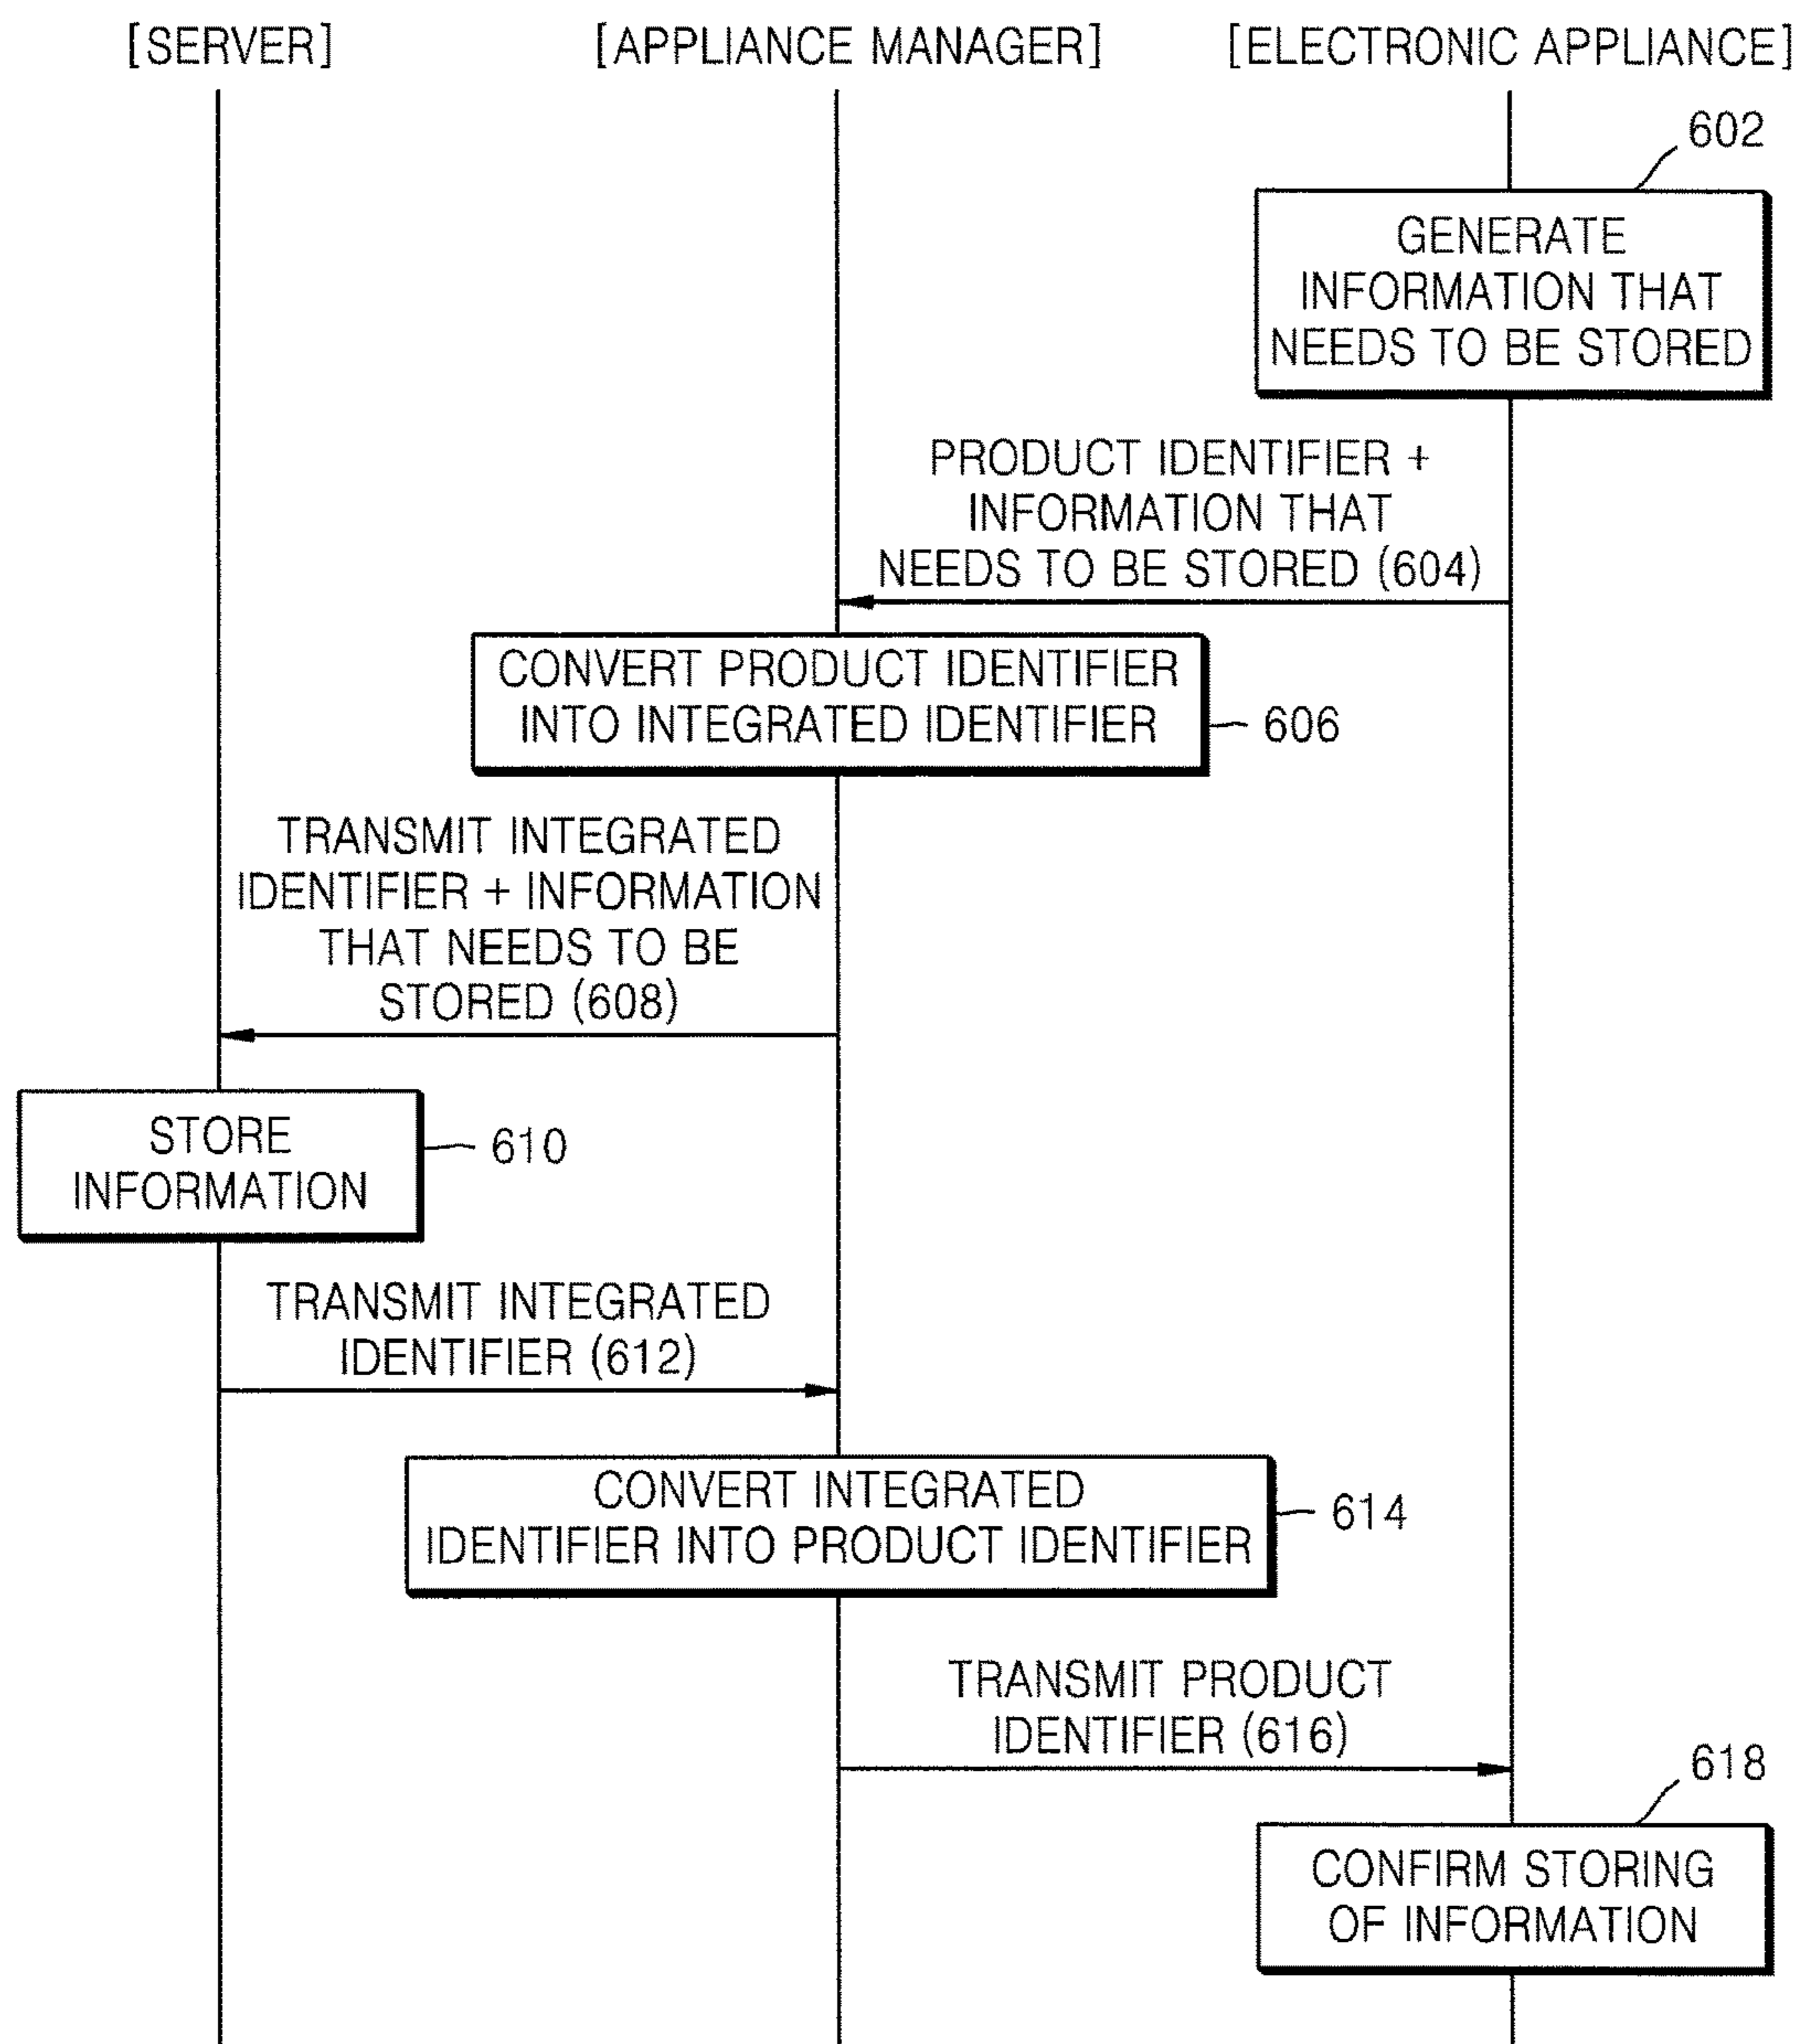 [SERVER] [APPLIANCE MANAGER] [ELECTRONIC APPLIANCE]
602
GENERATE
INFORMATION THAT
NEEDS TO BE STORED
PRODUCT IDENTIFIER +
INFORMATION THAT
NEEDS TO BE STORED (604)
CONVERT PRODUCT IDENTIFIER
INTO INTEGRATED IDENTIFIER
606
TRANSMIT INTEGRATED
IDENTIFIER + INFORMATION
THAT NEEDS TO BE
STORED (608)
STORE
INFORMATION
610
TRANSMIT INTEGRATED
IDENTIFIER (612)
CONVERT INTEGRATED
IDENTIFIER INTO PRODUCT IDENTIFIER
614
TRANSMIT PRODUCT
IDENTIFIER (616)
618
CONFIRM STORING
OF INFORMATION